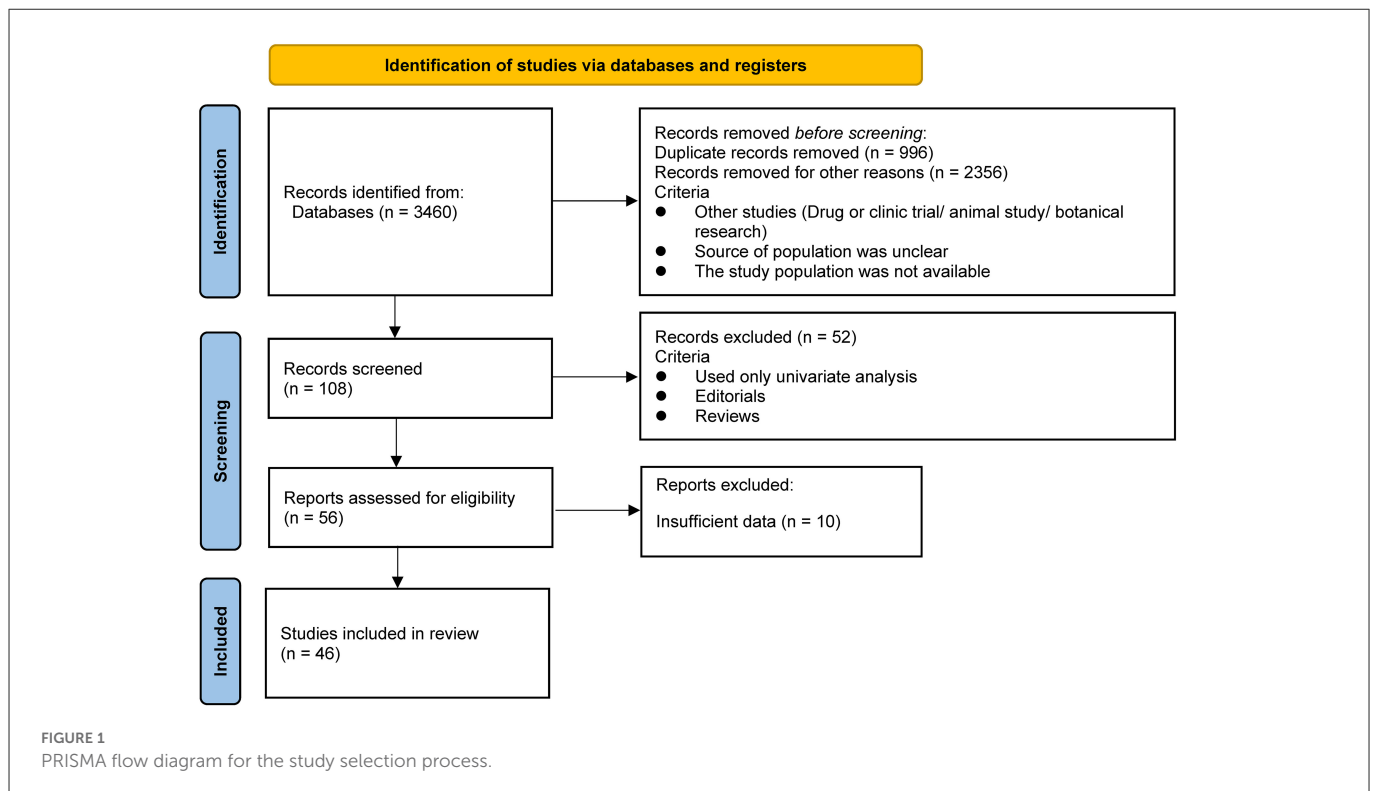 Identification of studies via databases and registers
Identification
Records identified from:
Databases (n = 3460)
Records removed before screening:
Duplicate records removed (n = 996)
Records removed for other reasons (n = 2356)
Criteria
● Other studies (Drug or clinic trial/ animal study/ botanical
research)
● Source of population was unclear
● The study population was not available
Screening
Records screened
(n = 108)
Records excluded (n = 52)
Criteria
● Used only univariate analysis
● Editorials
● Reviews
Reports assessed for eligibility
(n = 56)
Reports excluded:
Insufficient data (n = 10)
Included
Studies included in review
(n = 46)
FIGURE 1
PRISMA flow diagram for the study selection process.